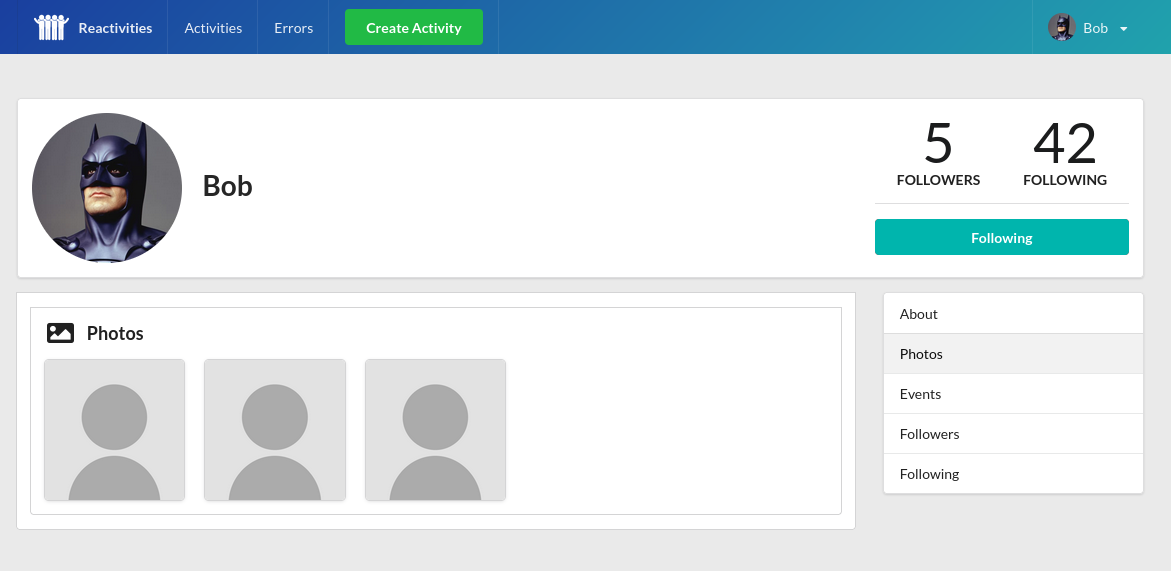 Reactivities
Activities
Errors
Create Activity
Bob
Bob
5
FOLLOWERS
42
FOLLOWING
Following
Photos
About
Photos
Events
Followers
Following